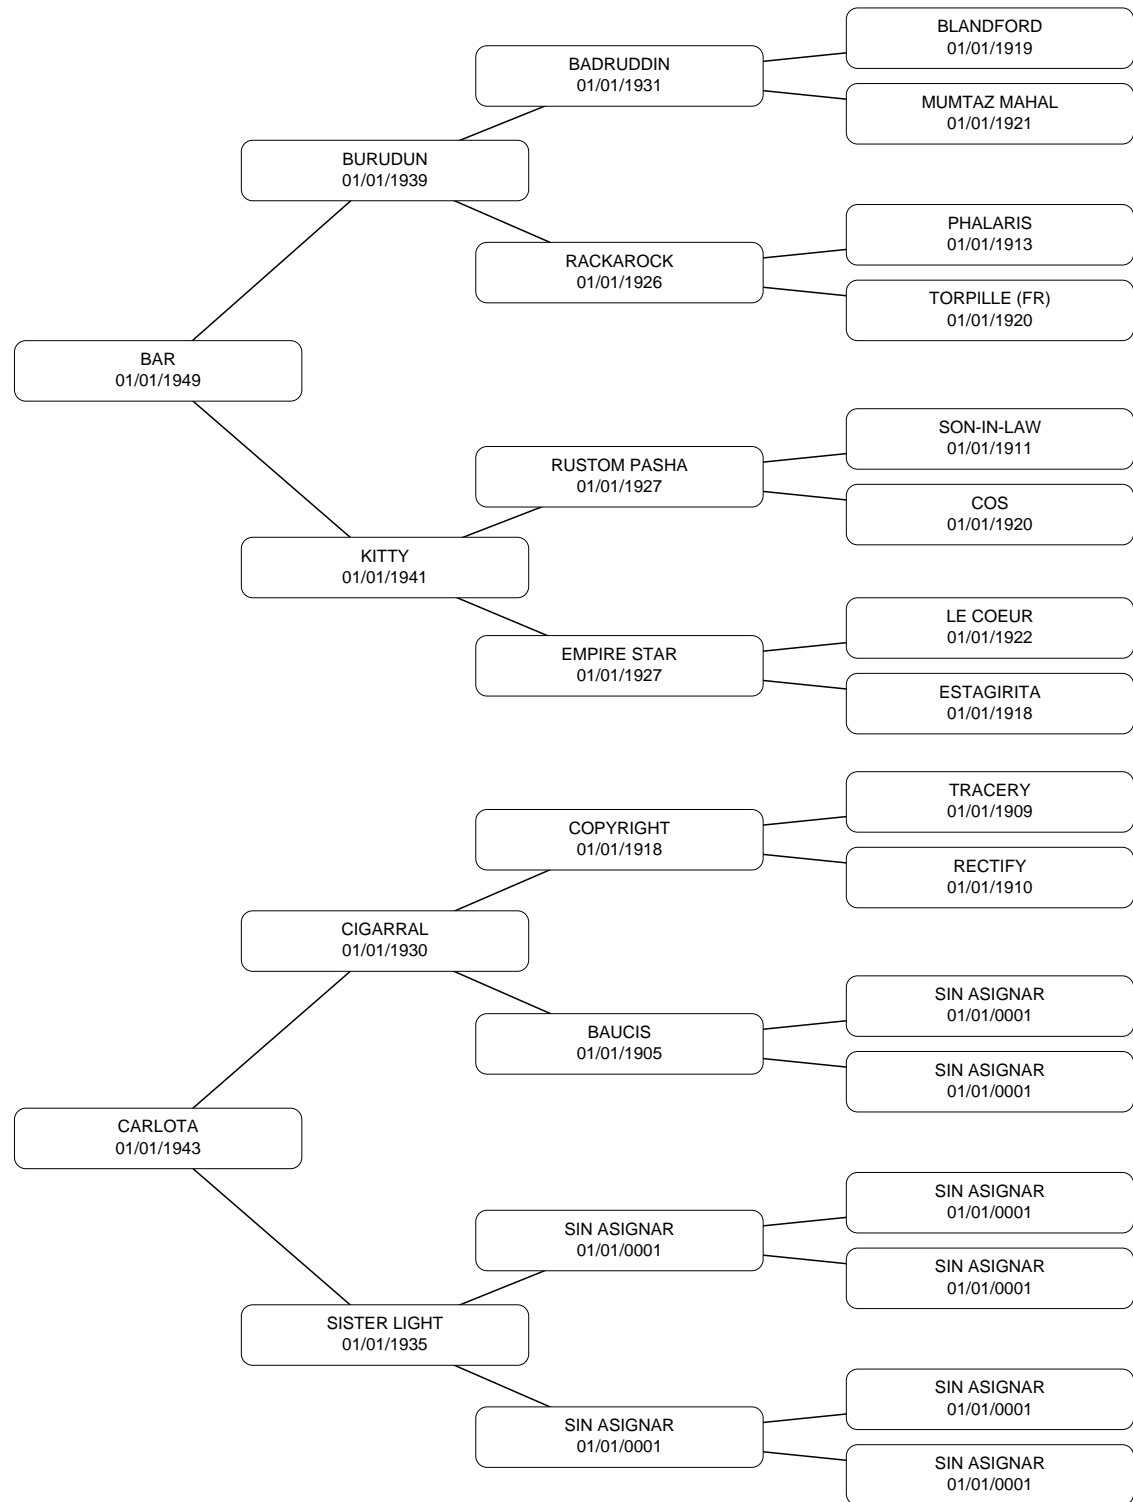 BLANDFORD
01/01/1919
BADRUDDIN
01/01/1931
MUMTAZ MAHAL
01/01/1921
BURUDUN
01/01/1939
PHALARIS
01/01/1913
RACKAROCK
01/01/1926
TORPILLE (FR)
01/01/1920
BAR
01/01/1949
SON-IN-LAW
01/01/1911
RUSTOM PASHA
01/01/1927
COS
01/01/1920
KITTY
01/01/1941
LE COEUR
01/01/1922
EMPIRE STAR
01/01/1927
ESTAGIRITA
01/01/1918
TRACERY
01/01/1909
COPYRIGHT
01/01/1918
RECTIFY
01/01/1910
CIGARRAL
01/01/1930
SIN ASIGNAR
01/01/0001
BAUCIS
01/01/1905
SIN ASIGNAR
01/01/0001
CARLOTA
01/01/1943
SIN ASIGNAR
01/01/0001
SIN ASIGNAR
01/01/0001
SIN ASIGNAR
01/01/0001
SISTER LIGHT
01/01/1935
SIN ASIGNAR
01/01/0001
SIN ASIGNAR
01/01/0001
SIN ASIGNAR
01/01/0001